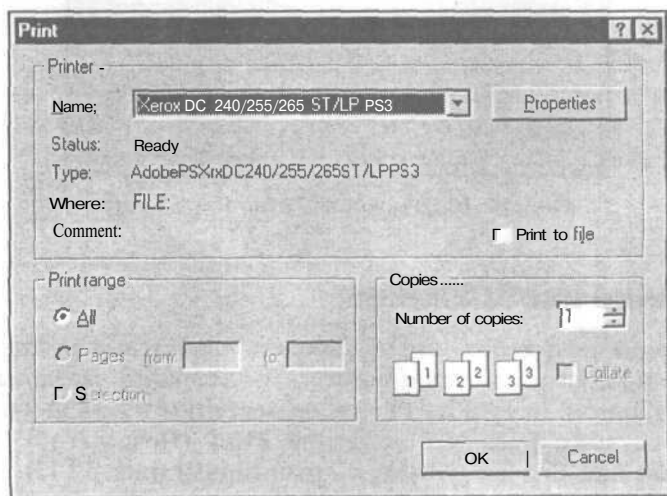 Print
Printer -
Name; Xerox DC 240/255/265 ST/LP PS3 Properties
Status: Ready
Type: AdobePSXrxDC240/255/265ST/LPPS3
Where: FILE:
Comment: Print to file
Print range
All
Pages from: to:
Selection
Copies......
Number of copies: 1
1 1 2 2 3 3 Collate
OK Cancel